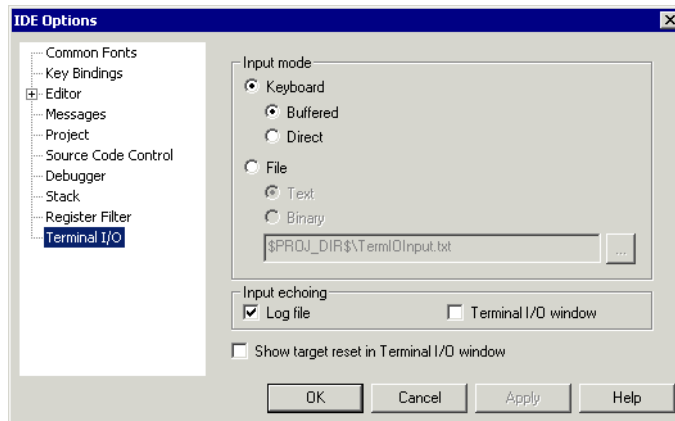 IDE Options
Common Fonts
Key Bindings
Editor
Messages
Project
Source Code Control
Debugger
Stack
Register Filter
Terminal I/O
Input mode
Keyboard
Buffered
Direct
File
Text
Binary
$PROJ_DIR$\TermIOInput.txt
...
Input echoing
Log file Terminal I/O window
Show target reset in Terminal I/O window
OK Cancel Apply Help